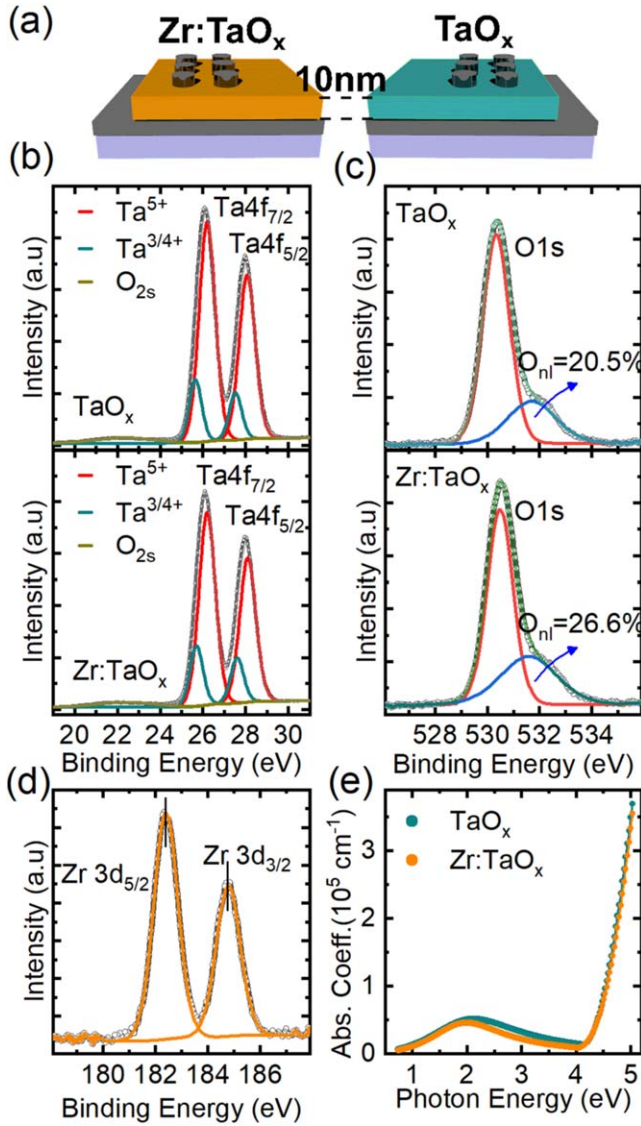 (a)
Zr:TaOₓ TaOₓ
10nm
(b)
Ta⁵⁺
Ta³ᐟ⁴⁺
O₂ₛ
Ta4f₇/₂
Ta4f₅/₂
TaOₓ
Intensity (a.u)
Ta⁵⁺
Ta³ᐟ⁴⁺
O₂ₛ
Ta4f₇/₂
Ta4f₅/₂
Zr:TaOₓ
Intensity (a.u)
20 22 24 26 28 30
Binding Energy (eV)
(c)
TaOₓ
O1s
Oₙₗ=20.5%
Intensity (a.u)
Zr:TaOₓ
O1s
Oₙₗ=26.6%
Intensity (a.u)
528 530 532 534
Binding Energy (eV)
(d)
Zr 3d₅/₂
Zr 3d₃/₂
Intensity (a.u)
180 182 184 186
Binding Energy (eV)
(e)
TaOₓ
Zr:TaOₓ
Abs. Coeff.(10⁵ cm⁻¹)
4
3
2
1
0
1 2 3 4 5
Photon Energy (eV)